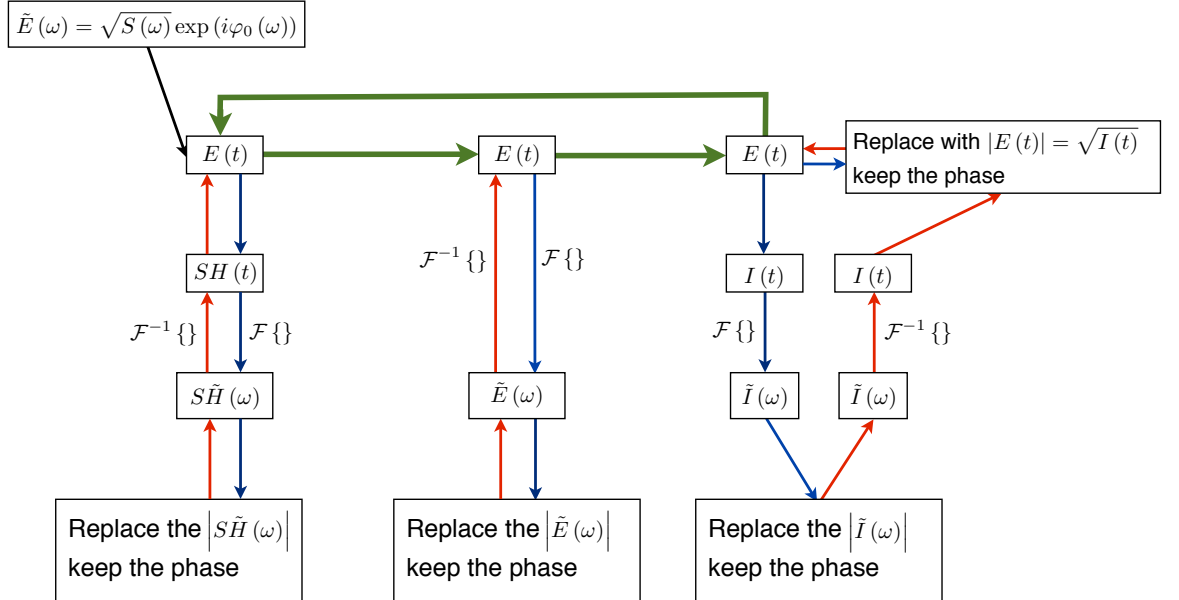 Ẽ (ω) = √S (ω) exp (iφ₀ (ω))
E (t)
E (t)
E (t)
Replace with |E (t)| = √I (t)
keep the phase
SH (t)
F⁻¹ {}
F {}
I (t)
I (t)
F⁻¹ {}
F {}
F {}
F⁻¹ {}
SH̃ (ω)
Ẽ (ω)
Ĩ (ω)
Ĩ (ω)
Replace the |SH̃ (ω)|
keep the phase
Replace the |Ẽ (ω)|
keep the phase
Replace the |Ĩ (ω)|
keep the phase